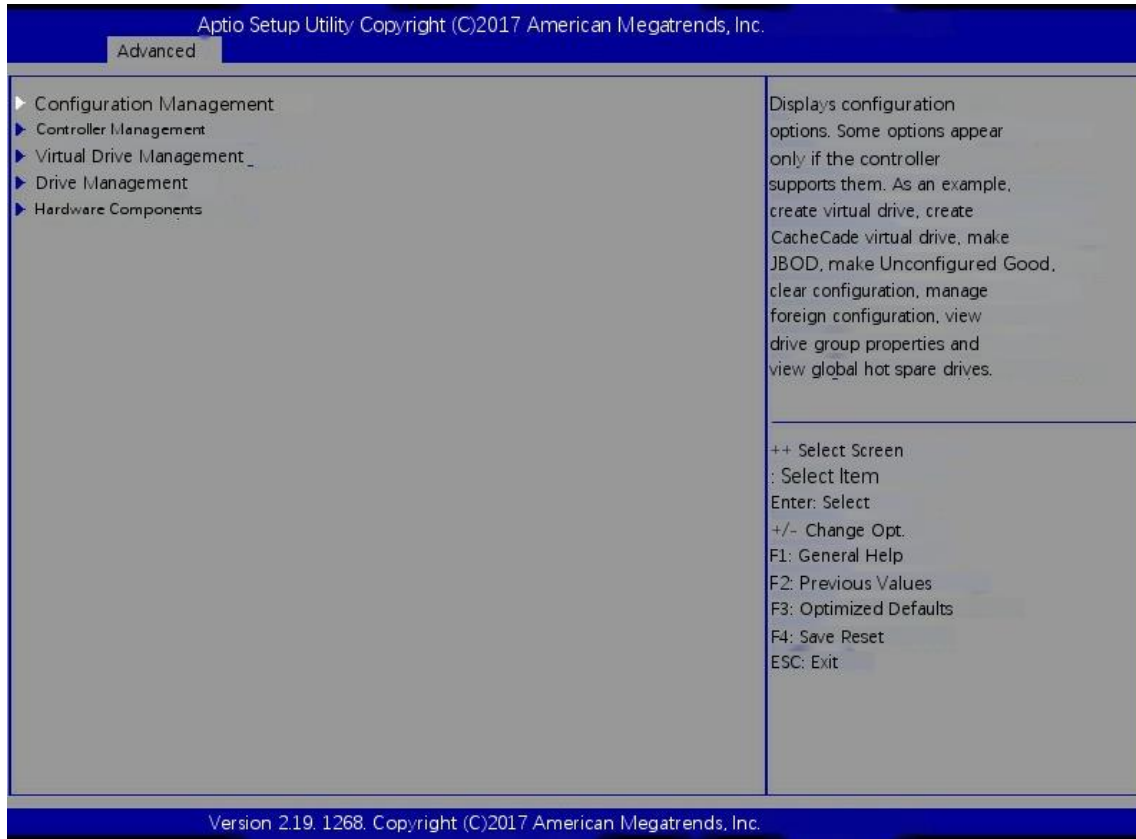 Aptio Setup Utility Copyright (C)2017 American Megatrends, Inc.
Advanced
Configuration Management
Controller Management
Virtual Drive Management
Drive Management
Hardware Components
Displays configuration
options. Some options appear
only if the controller
supports them. As an example,
create virtual drive, create
CacheCade virtual drive, make
JBOD, make Unconfigured Good,
clear configuration, manage
foreign configuration, view
drive group properties and
view global hot spare drives.
++ Select Screen
: Select Item
Enter: Select
+/- Change Opt.
F1: General Help
F2: Previous Values
F3: Optimized Defaults
F4: Save Reset
ESC: Exit
Version 2.19. 1268. Copyright (C)2017 American Megatrends, Inc.